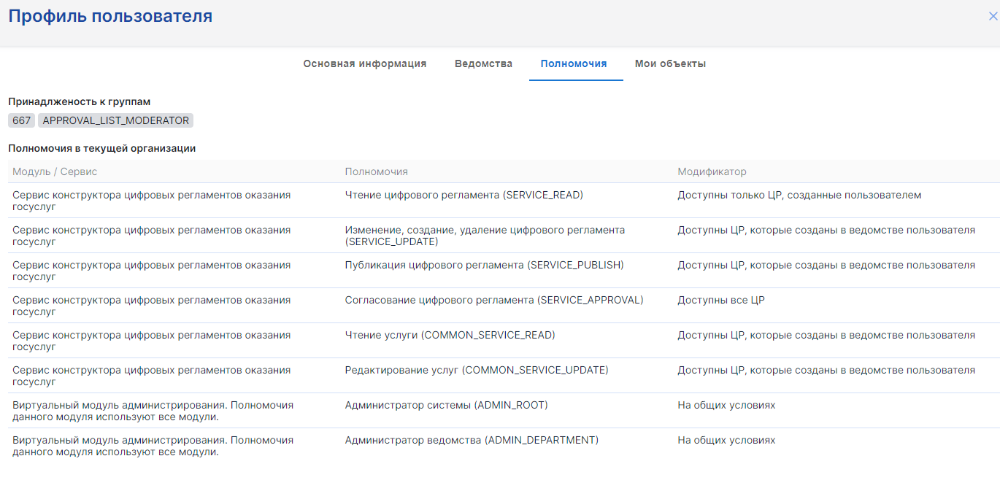 Профиль пользователя
Основная информация
Ведомства
Полномочия
Мои объекты
Принадлженость к группам
667 APPROVAL_LIST_MODERATOR
Полномочия в текущей организации
Модуль / Сервис
Полномочия
Модификатор
Сервис конструктора цифровых регламентов оказания
госуслуг
Чтение цифрового регламента (SERVICE_READ)
Доступны только ЦР, созданные пользователем
Сервис конструктора цифровых регламентов оказания
госуслуг
Изменение, создание, удаление цифрового регламента
(SERVICE_UPDATE)
Доступны ЦР, которые созданы в ведомстве пользователя
Сервис конструктора цифровых регламентов оказания
госуслуг
Публикация цифрового регламента (SERVICE_PUBLISH)
Доступны ЦР, которые созданы в ведомстве пользователя
Сервис конструктора цифровых регламентов оказания
госуслуг
Согласование цифрового регламента (SERVICE_APPROVAL)
Доступны все ЦР
Сервис конструктора цифровых регламентов оказания
госуслуг
Чтение услуги (COMMON_SERVICE_READ)
Доступны ЦР, которые созданы в ведомстве пользователя
Сервис конструктора цифровых регламентов оказания
госуслуг
Редактирование услуг (COMMON_SERVICE_UPDATE)
Доступны ЦР, которые созданы в ведомстве пользователя
Виртуальный модуль администрирования. Полномочия
данного модуля используют все модули.
Администратор системы (ADMIN_ROOT)
На общих условиях
Виртуальный модуль администрирования. Полномочия
данного модуля используют все модули.
Администратор ведомства (ADMIN_DEPARTMENT)
На общих условиях